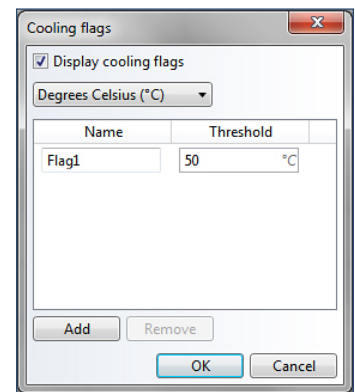 Cooling flags
Display cooling flags
Degrees Celsius (°C)
Name Threshold
Flag1 50 °C
Add Remove
OK Cancel